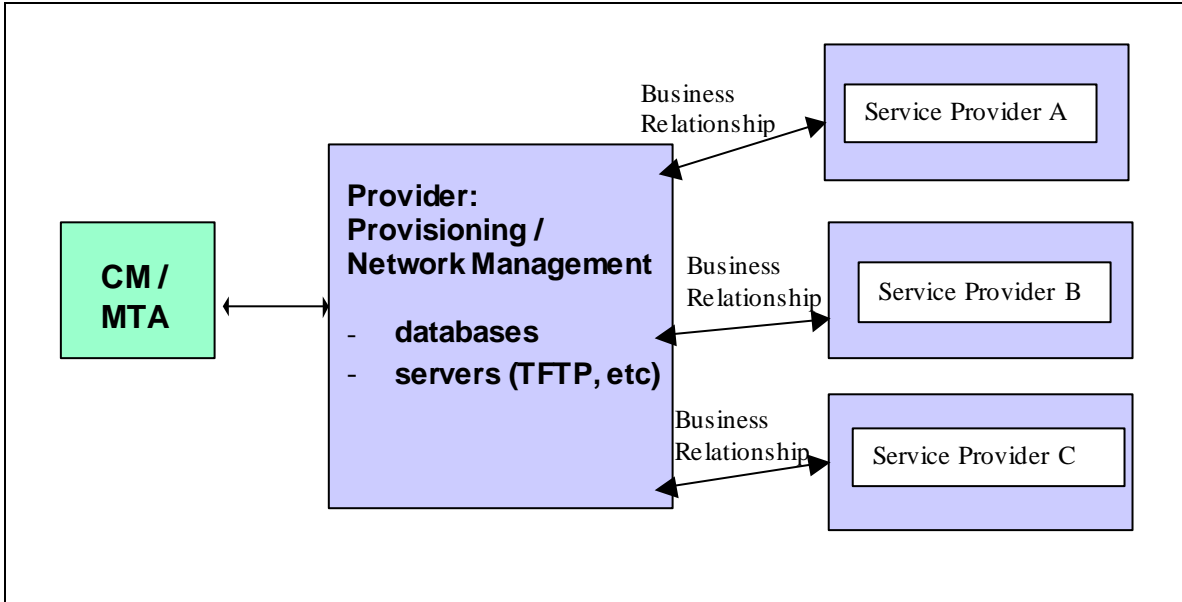 CM /
MTA
Provider:
Provisioning /
Network Management
- databases
- servers (TFTP, etc)
Business
Relationship
Service Provider A
Business
Relationship
Service Provider B
Business
Relationship
Service Provider C